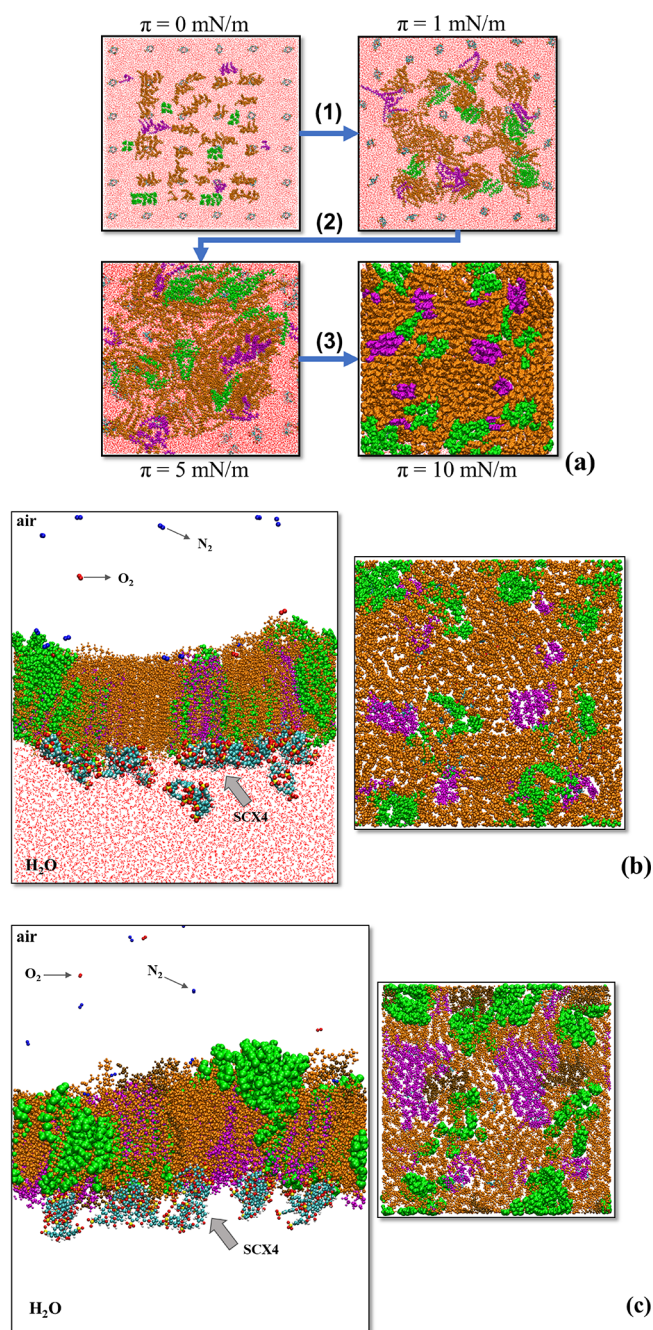 π = 0 mN/m
π = 1 mN/m
(1)
(2)
(3)
π = 5 mN/m
π = 10 mN/m
(a)
air
N₂
O₂
SCX4
H₂O
(b)
air
O₂
N₂
SCX4
H₂O
(c)